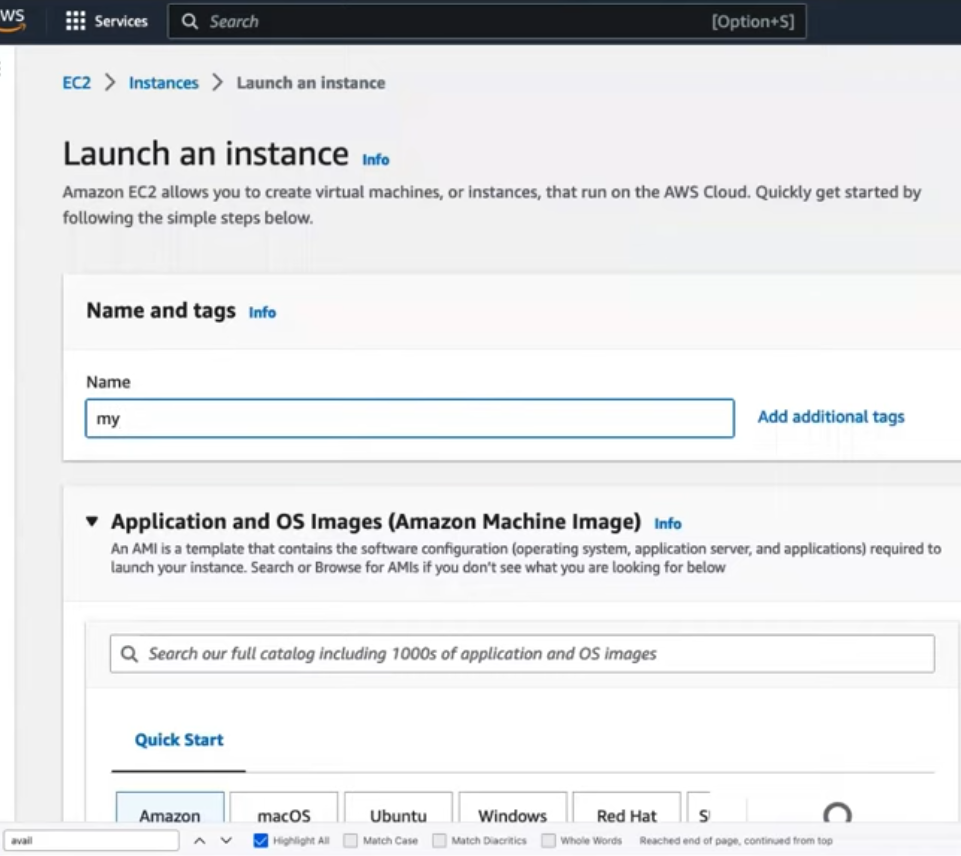 WS Services Search [Option+S]
EC2 > Instances > Launch an instance
Launch an instance Info
Amazon EC2 allows you to create virtual machines, or instances, that run on the AWS Cloud. Quickly get started by
following the simple steps below.
Name and tags Info
Name
my Add additional tags
Application and OS Images (Amazon Machine Image) Info
An AMI is a template that contains the software configuration (operating system, application server, and applications) required to
launch your instance. Search or Browse for AMIs if you don't see what you are looking for below
Search our full catalog including 1000s of application and OS images
Quick Start
Amazon macOS Ubuntu Windows Red Hat S
avail Highlight All Match Case Match Diacritics Whole Words Reached end of page, continued from top